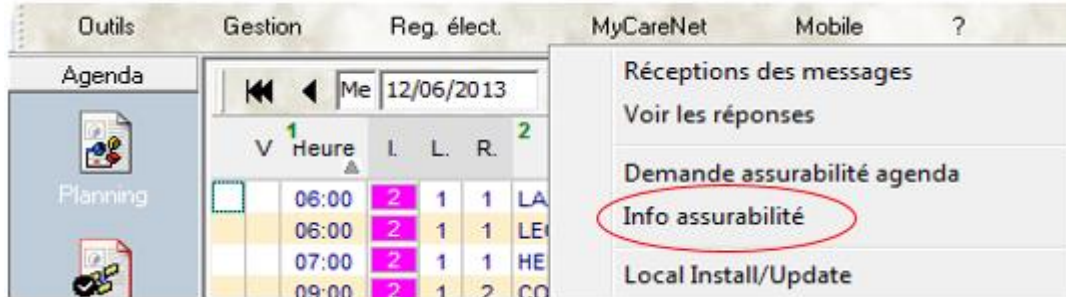 Outils Gestion Reg. élect. MyCareNet Mobile ?
Agenda
Me 12/06/2013
Réceptions des messages
Voir les réponses
1 2
V Heure I. L. R.
Demande assurabilité agenda
Planning
06:00 2 1 1 LA
Info assurabilité
06:00 2 1 1
07:00 2 1 1 HE
Local Install/Update
09:00 2 1 2 CO